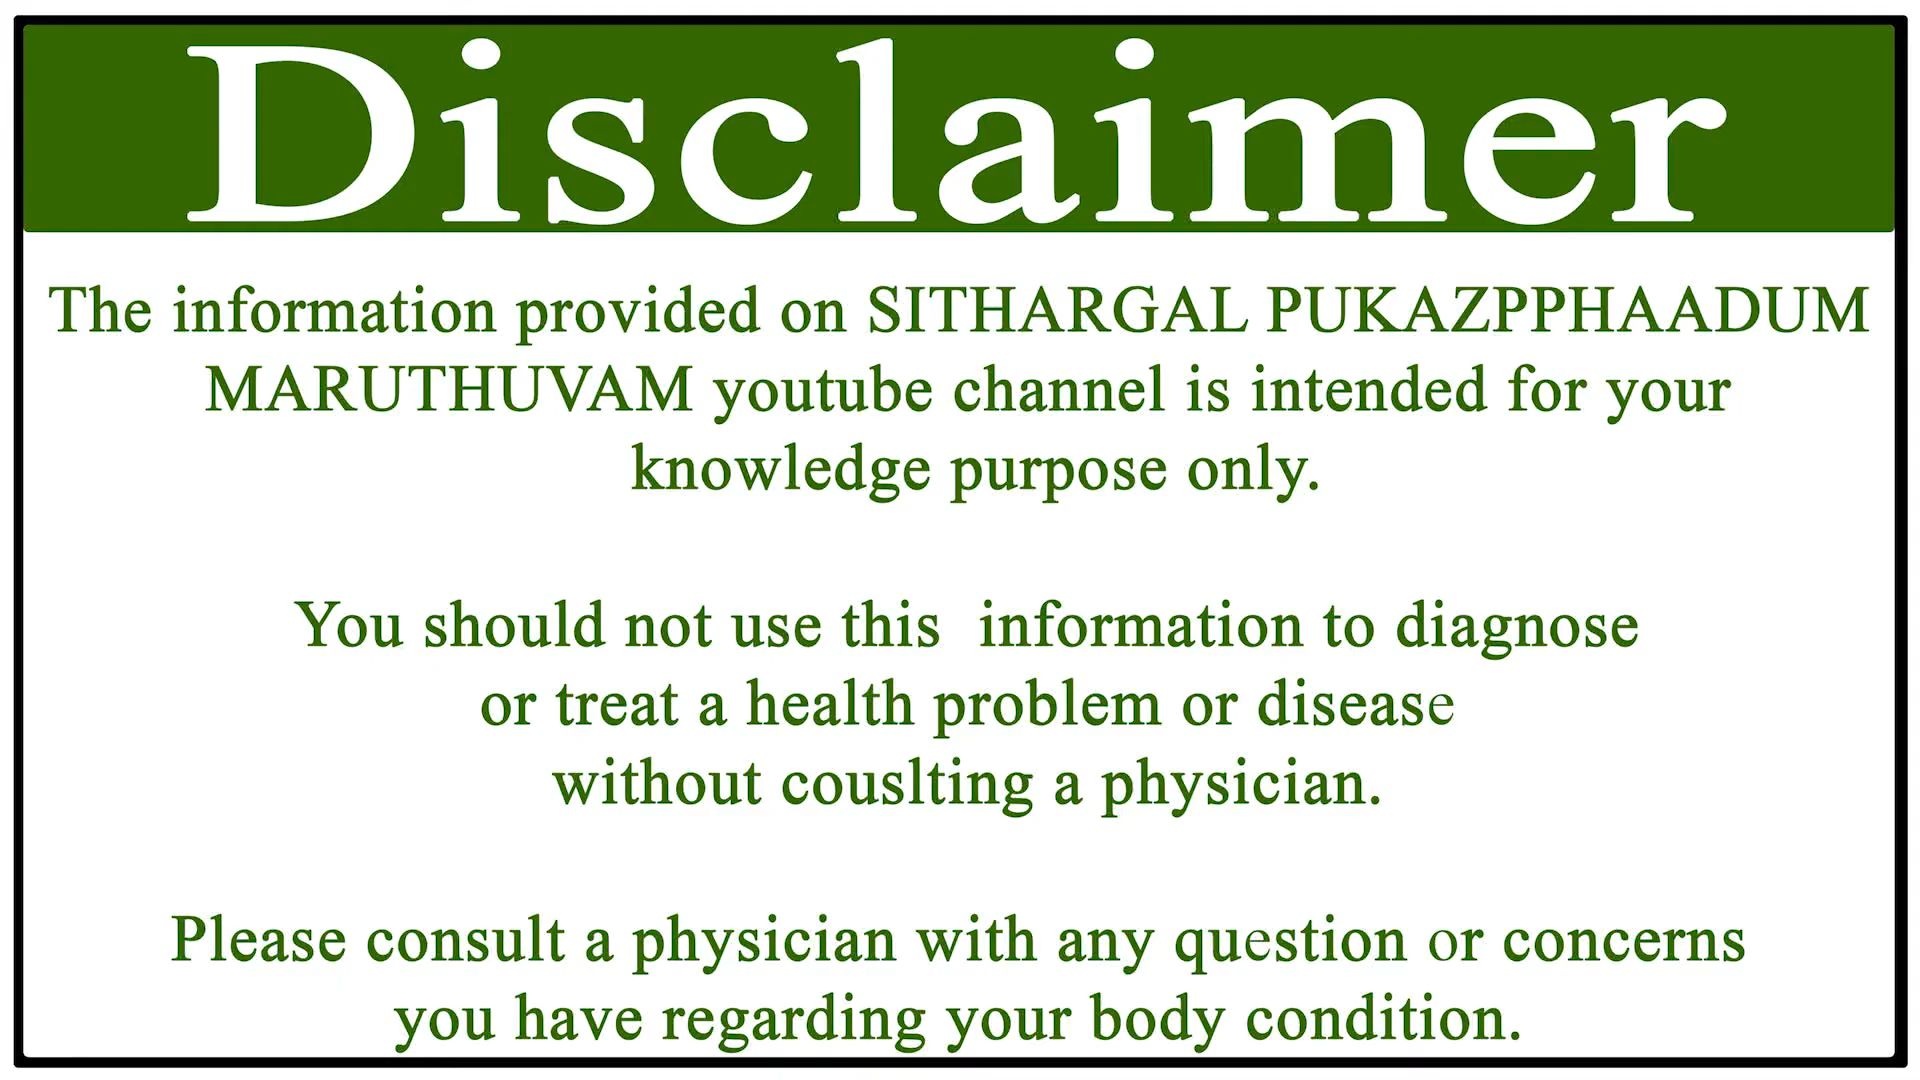 Disclaimer
The information provided on SITHARGAL PUKAZPPHAADUM
MARUTHUVAM youtube channel is intended for your
knowledge purpose only.
You should not use this  information to diagnose
or treat a health problem or disease
without couslting a physician.
Please consult a physician with any question or concerns
you have regarding your body condition.